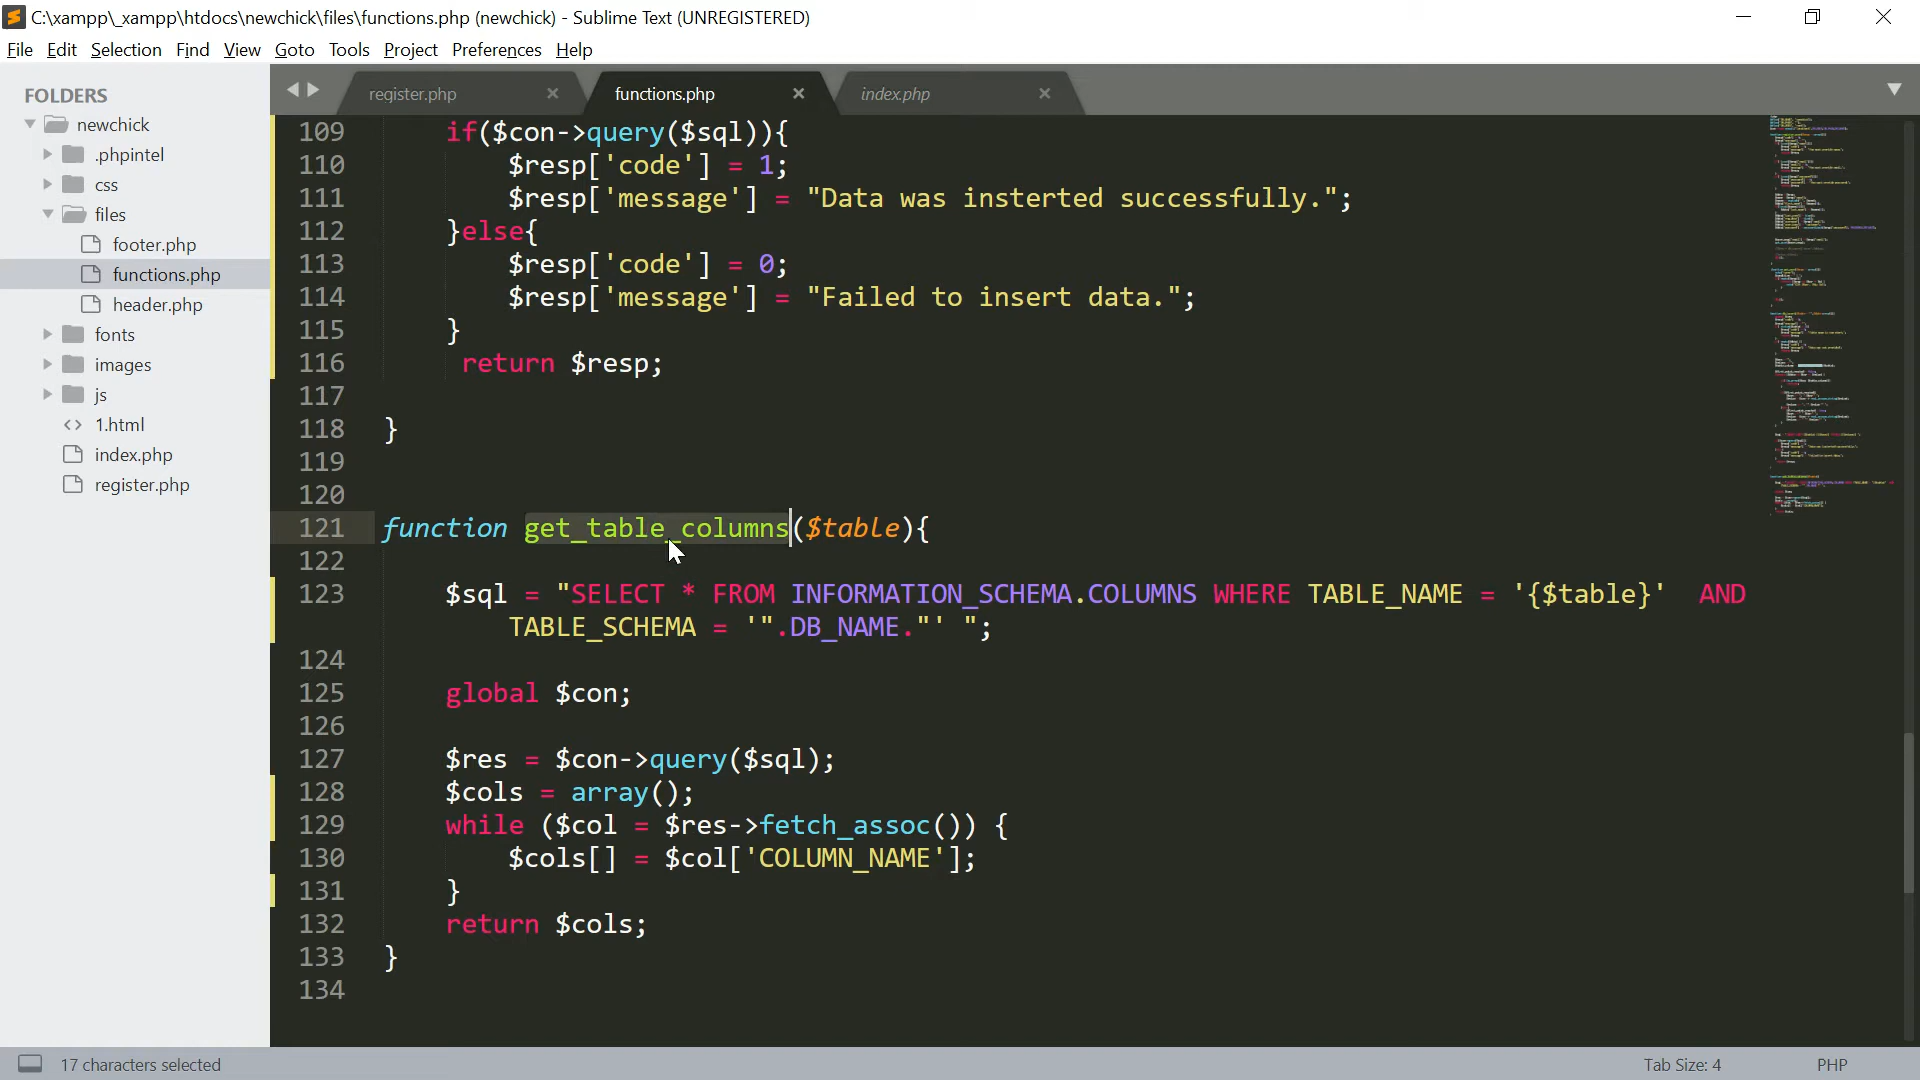 C:\xampp\_xampp\htdocs\newchick\files\functions.php (newchick) - Sublime Text (UNREGISTERED)
File Edit Selection Find View Goto Tools Project Preferences Help
FOLDERS
newchick
.phpintel
css
files
footer.php
functions.php
header.php
fonts
images
js
<> 1.html
index.php
register.php
register.php × functions.php × index.php ×
109 if($con->query($sql)){
110 $resp['code'] = 1;
111 $resp['message'] = "Data was insterted successfully.";
112 }else{
113 $resp['code'] = 0;
114 $resp['message'] = "Failed to insert data.";
115 }
116 return $resp;
117
118 }
119
120
121 function get_table_columns($table){
122
123 $sql = "SELECT * FROM INFORMATION_SCHEMA.COLUMNS WHERE TABLE_NAME = '{$table}'  AND
TABLE_SCHEMA = '".DB_NAME."' ";
124
125 global $con;
126
127 $res = $con->query($sql);
128 $cols = array();
129 while ($col = $res->fetch_assoc()) {
130 $cols[] = $col['COLUMN_NAME'];
131 }
132 return $cols;
133 }
134
17 characters selected
Tab Size: 4
PHP